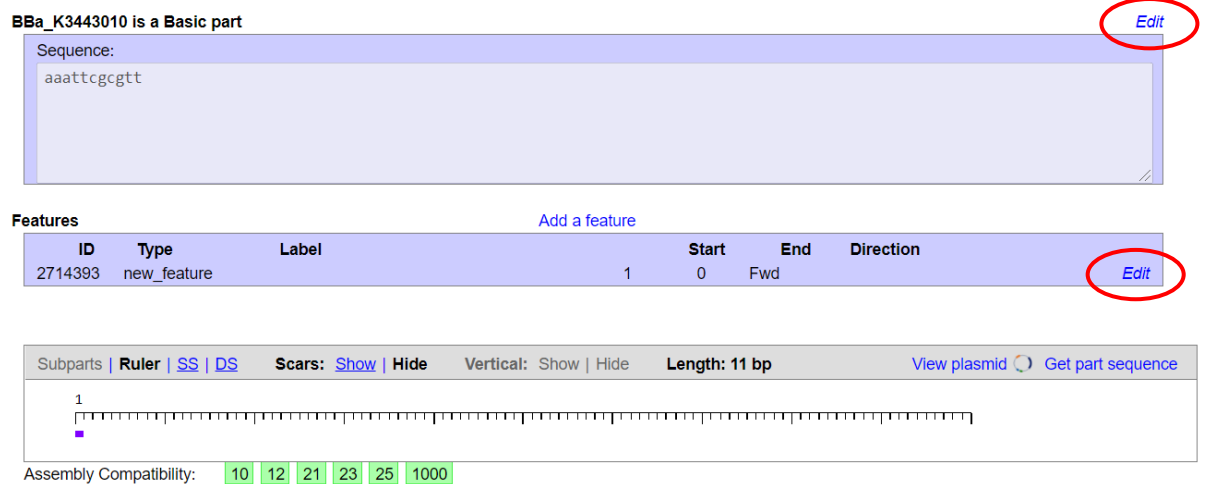 BBa_K3443010 is a Basic part Edit
Sequence:
aaattcgcgtt
Features Add a feature
ID Type Label Start End Direction
2714393 new_feature 1 0 Fwd Edit
Subparts | Ruler | SS | DS Scars: Show | Hide Vertical: Show | Hide Length: 11 bp View plasmid Get part sequence
1
Assembly Compatibility: 10 12 21 23 25 1000